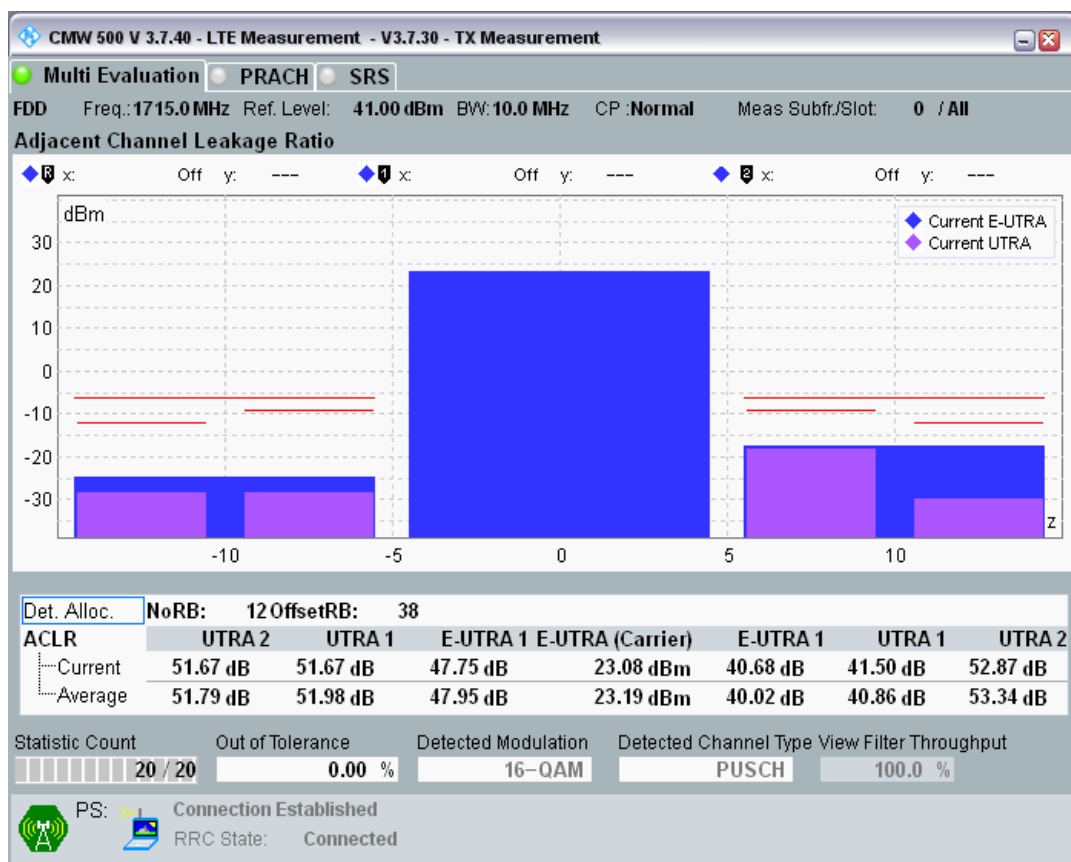 CMW 500 V 3.7.40 - LTE Measurement - V3.7.30 - TX Measurement
Multi Evaluation PRACH SRS
FDD Freq.:1715.0 MHz Ref. Level: 41.00 dBm BW:10.0 MHz CP :Normal Meas Subfr./Slot: 0 / All
Adjacent Channel Leakage Ratio
R x: Off y: --- 1 x: Off y: --- 2 x: Off y: ---
dBm
Current E-UTRA
Current UTRA
30
20
10
0
-10
-20
-30
z
-10 -5 0 5 10
Det. Alloc. NoRB: 12 OffsetRB: 38
ACLR UTRA 2 UTRA 1 E-UTRA 1 E-UTRA (Carrier) E-UTRA 1 UTRA 1 UTRA 2
Current 51.67 dB 51.67 dB 47.75 dB 23.08 dBm 40.68 dB 41.50 dB 52.87 dB
Average 51.79 dB 51.98 dB 47.95 dB 23.19 dBm 40.02 dB 40.86 dB 53.34 dB
Statistic Count Out of Tolerance Detected Modulation Detected Channel Type View Filter Throughput
20 / 20 0.00 % 16-QAM PUSCH 100.0 %
PS: Connection Established
RRC State: Connected